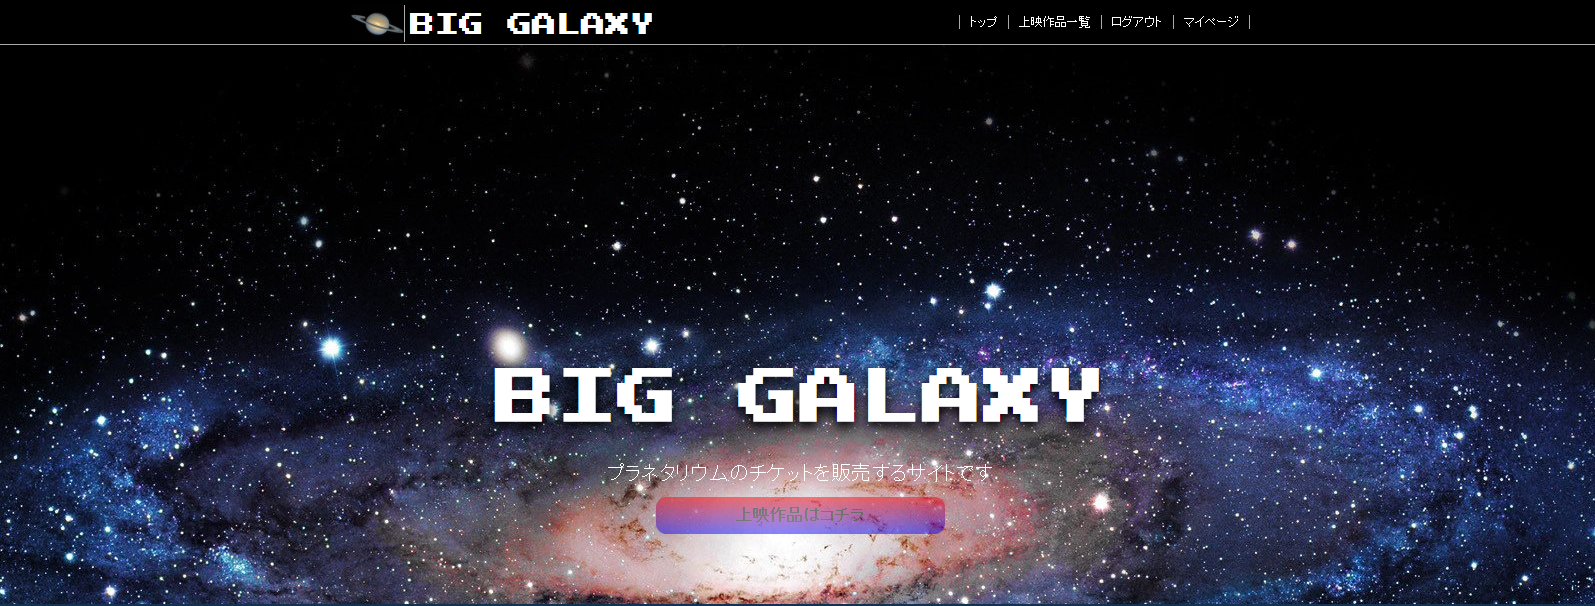 BIG GALAXY
トップ
上映作品一覧
ログアウト
マイページ
BIG GALAXY
プラネタリウムのチケットを販売するサイトです
上映作品はコチラ